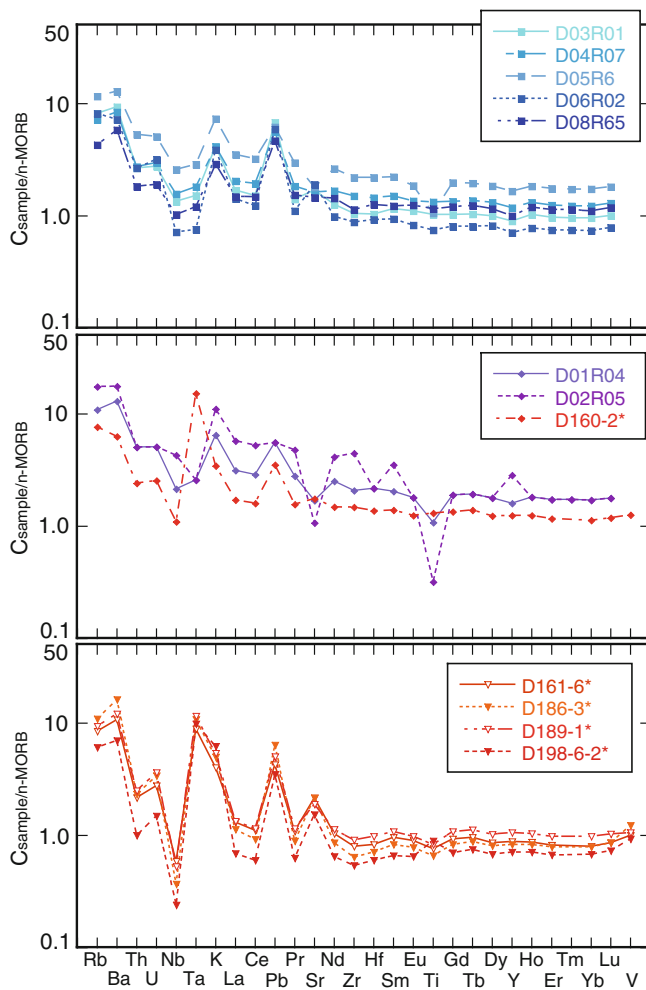 50
10
1.0
0.1
Csample/n-MORB
D03R01
D04R07
D05R6
D06R02
D08R65
50
10
1.0
0.1
Csample/n-MORB
D01R04
D02R05
D160-2*
50
10
1.0
0.1
Csample/n-MORB
D161-6*
D186-3*
D189-1*
D198-6-2*
Rb Th Nb K Ce Pr Nd Hf Eu Gd Dy Ho Tm Lu
Ba U Ta La Pb Sr Zr Sm Ti Tb Y Er Yb V